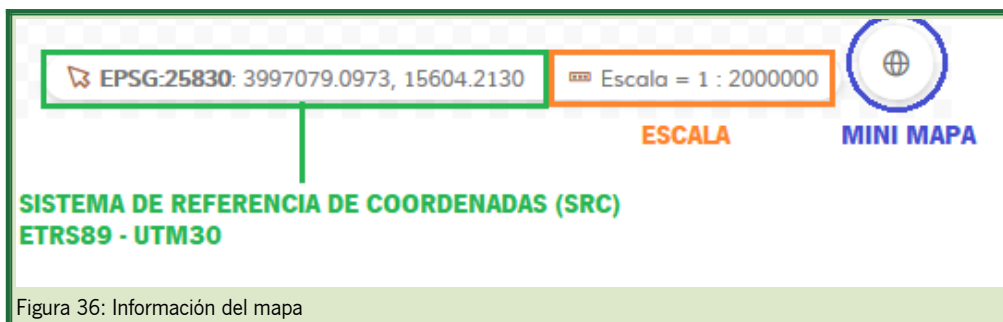 EPSG:25830: 3997079.0973, 15604.2130 Escala = 1 : 2000000
ESCALA MINI MAPA
SISTEMA DE REFERENCIA DE COORDENADAS (SRC)
ETRS89 - UTM30
Figura 36: Información del mapa